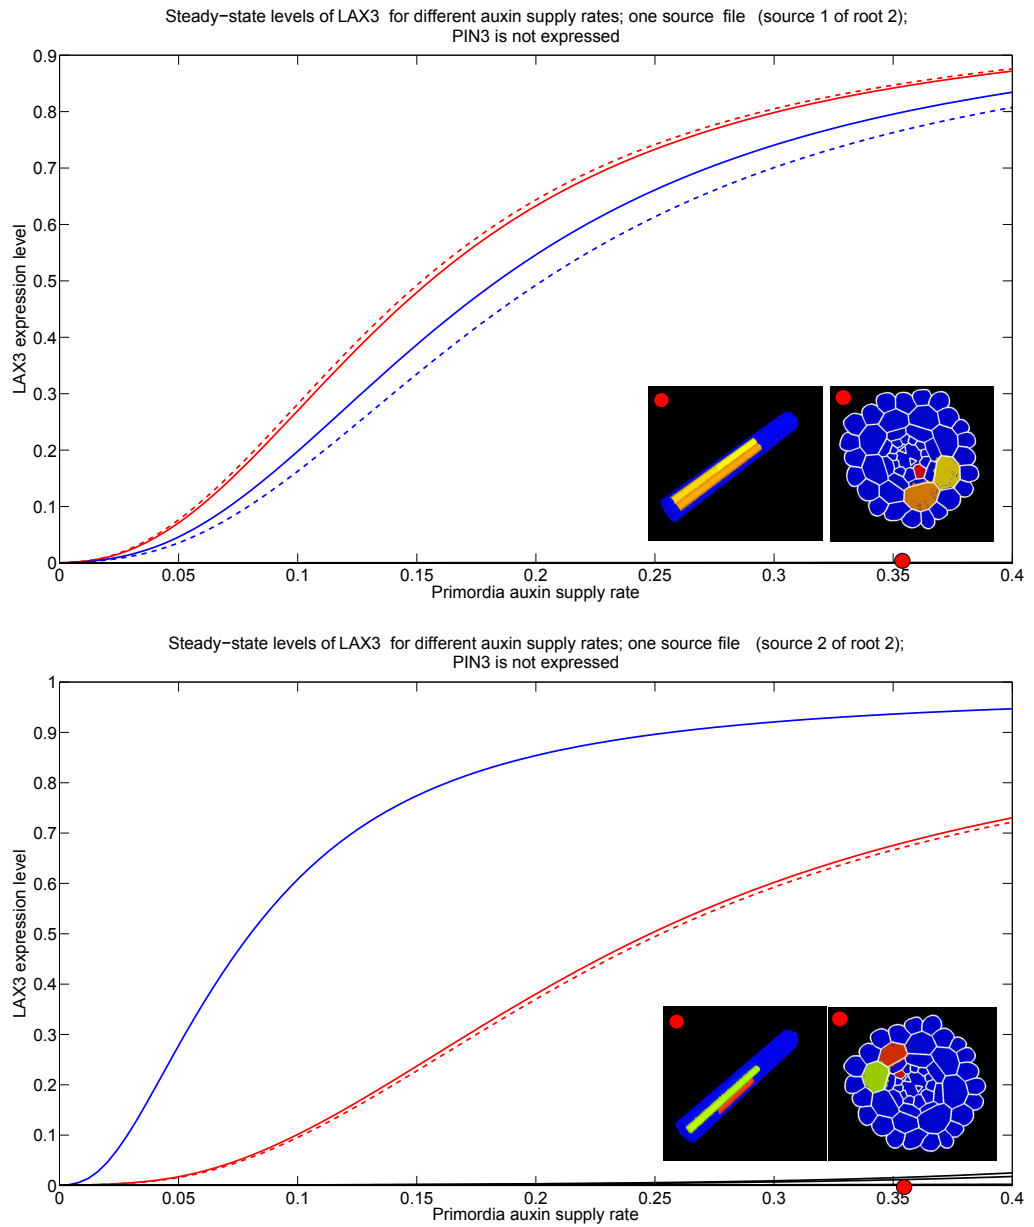 Steady−state levels of LAX3 for different auxin supply rates; one source file (source 1 of root 2);
PIN3 is not expressed
0.9
0.8
0.7
0.6
0.5
0.4
0.3
0.2
0.1
0
LAX3 expression level
0 0.05 0.1 0.15 0.2 0.25 0.3 0.35 0.4
Primordia auxin supply rate
Steady−state levels of LAX3 for different auxin supply rates; one source file (source 2 of root 2);
PIN3 is not expressed
1
0.9
0.8
0.7
0.6
0.5
0.4
0.3
0.2
0.1
0
LAX3 expression level
0 0.05 0.1 0.15 0.2 0.25 0.3 0.35 0.4
Primordia auxin supply rate